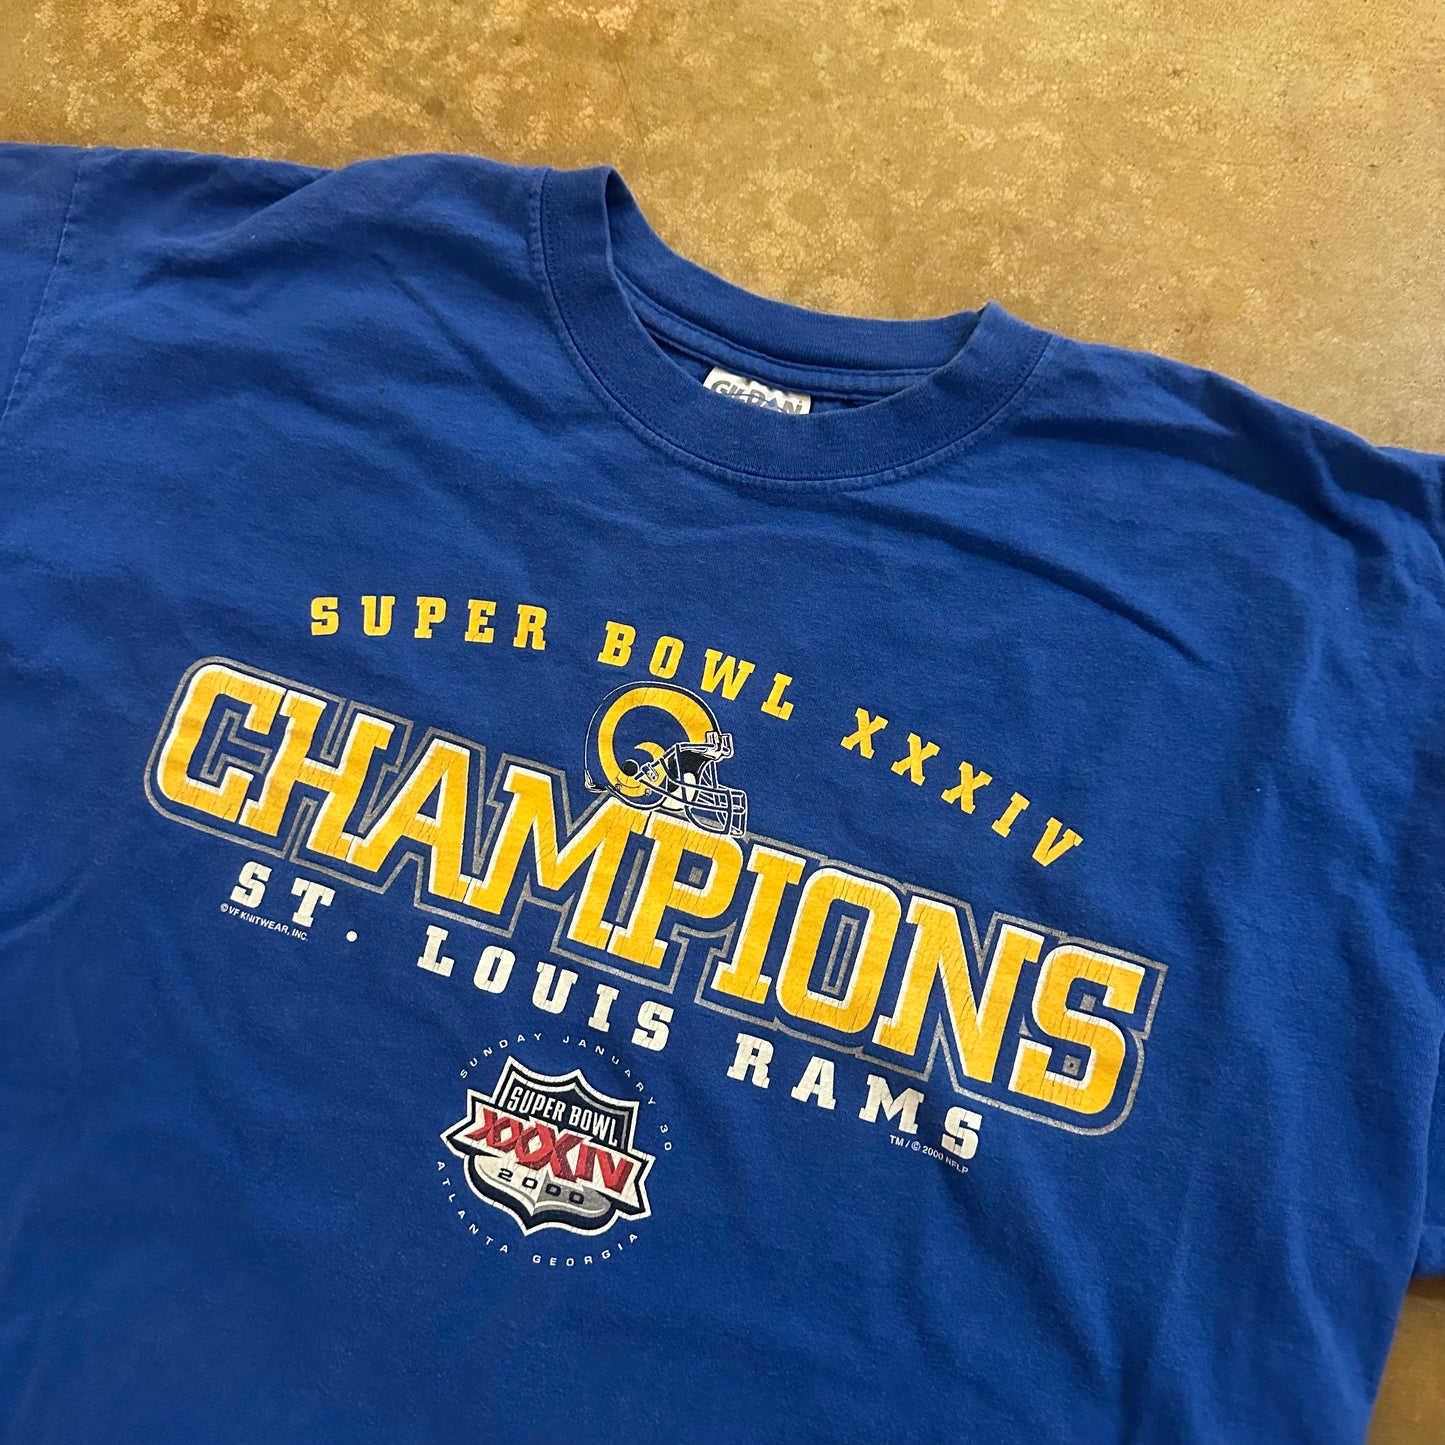 GILDAN
SUPER BOWL XXXIV
CHAMPIONS
ST. LOUIS RAMS
©VF KNITWEAR, INC.
TM / © 2000 NFLP
SUNDAY JANUARY 30
SUPER BOWL
XXXIV
2000
ATLANTA GEORGIA